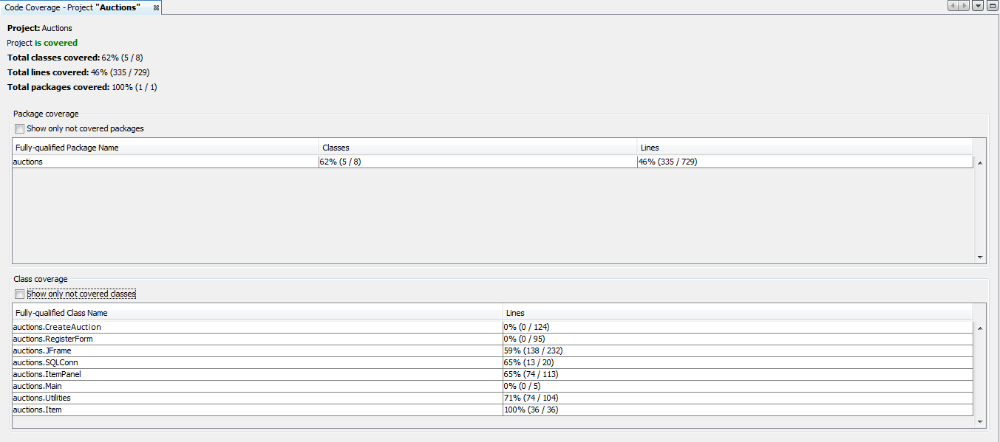 Code Coverage - Project "Auctions"
Project: Auctions
Project is covered
Total classes covered: 62% (5 / 8)
Total lines covered: 46% (335 / 729)
Total packages covered: 100% (1 / 1)
Package coverage
Show only not covered packages
Fully-qualified Package Name Classes Lines
auctions 62% (5 / 8) 46% (335 / 729)
Class coverage
Show only not covered classes
Fully-qualified Class Name Lines
auctions.CreateAuction 0% (0 / 124)
auctions.RegisterForm 0% (0 / 95)
auctions.JFrame 59% (138 / 232)
auctions.SQLConn 65% (13 / 20)
auctions.ItemPanel 65% (74 / 113)
auctions.Main 0% (0 / 5)
auctions.Utilities 71% (74 / 104)
auctions.Item 100% (36 / 36)